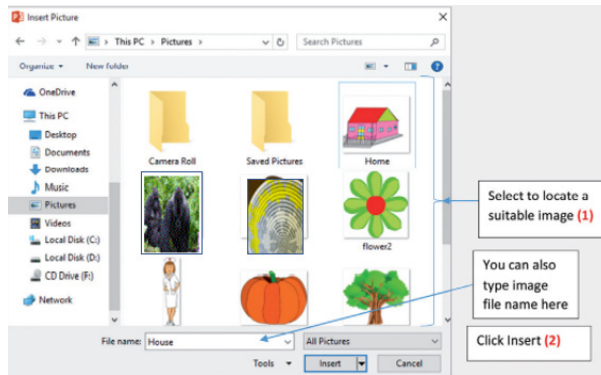 Insert Picture
This PC > Pictures >
Search Pictures
Organize
New folder
OneDrive
This PC
Desktop
Documents
Downloads
Music
Pictures
Videos
Local Disk (C:)
Local Disk (D:)
CD Drive (F:)
Network
Camera Roll
Saved Pictures
Home
flower2
Select to locate a
suitable image (1)
You can also
type image
file name here
Click Insert (2)
File name: House
All Pictures
Tools
Insert
Cancel